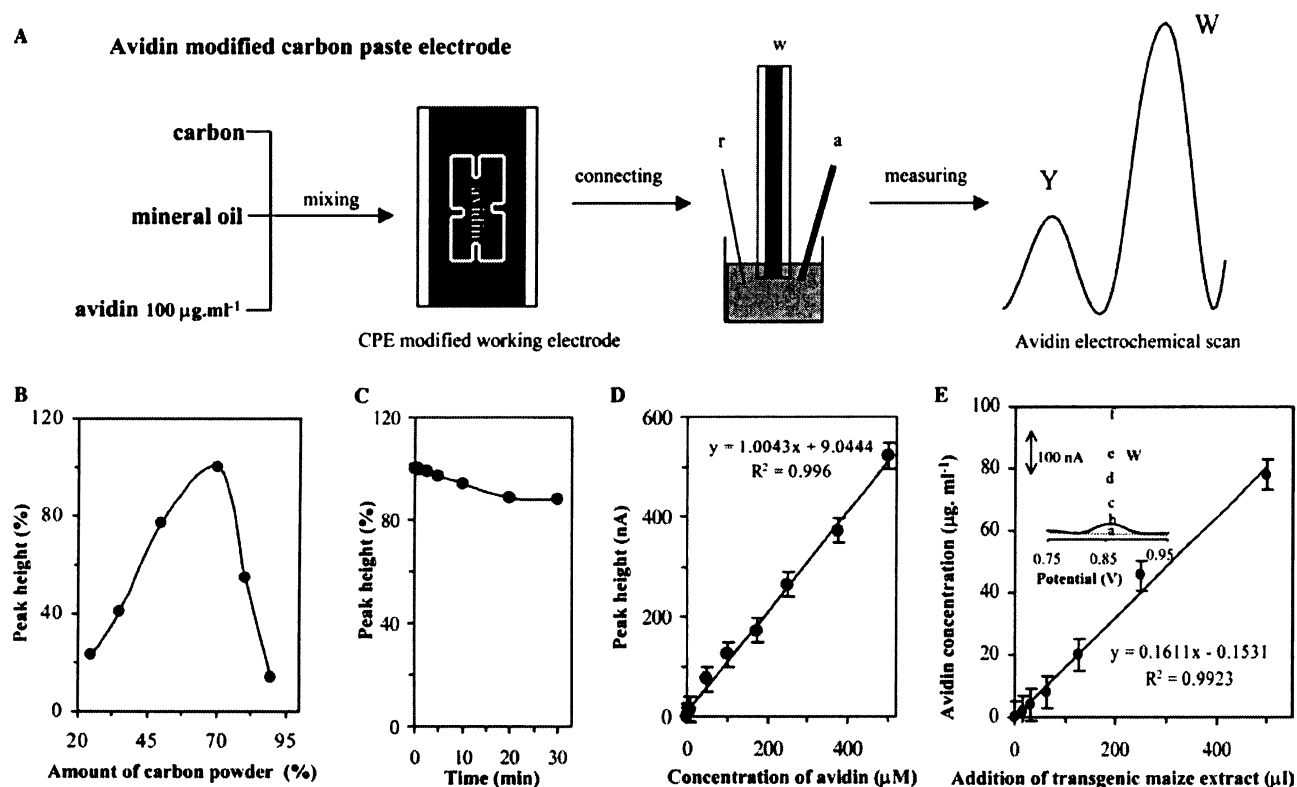 A
Avidin modified carbon paste electrode
carbon
mineral oil
avidin 100 µg.ml⁻¹
mixing
avidin
CPE modified working electrode
connecting
r
w
a
measuring
Y
W
Avidin electrochemical scan
B
120
80
40
0
20
45
70
95
Peak height (%)
Amount of carbon powder (%)
C
120
80
40
0
0
10
20
30
Peak height (%)
Time (min)
D
600
400
200
0
0
200
400
y = 1.0043x + 9.0444
R² = 0.996
Peak height (nA)
Concentration of avidin (µM)
E
100
80
60
40
20
0
0
200
400
100 nA
f
e
W
d
c
b
a
0.75
0.85
0.95
Potential (V)
y = 0.1611x - 0.1531
R² = 0.9923
Avidin concentration (µg. ml⁻¹)
Addition of transgenic maize extract (µl)